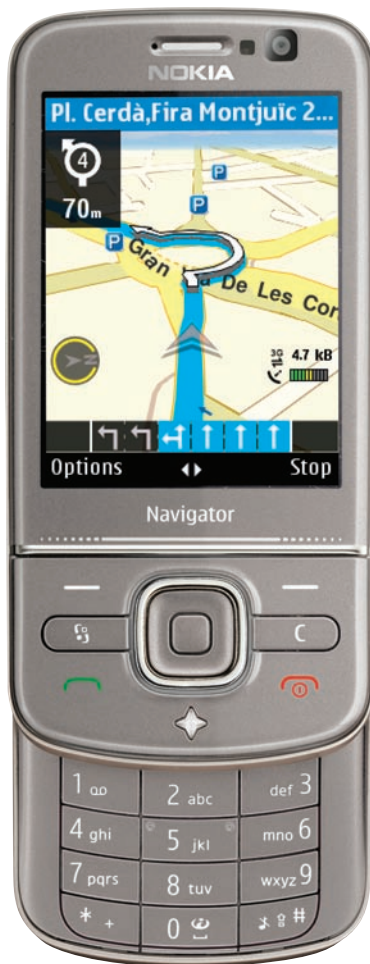 NOKIA
Pl. Cerdà,Fira Montjuïc 2...
4
70m
P
P
P
Gran Via De Les Cor
N
3G 4.7 kB
Options Stop
Navigator
C
1 2 abc def 3
4 ghi 5 jkl mno 6
7 pqrs 8 tuv wxyz 9
* + 0 #